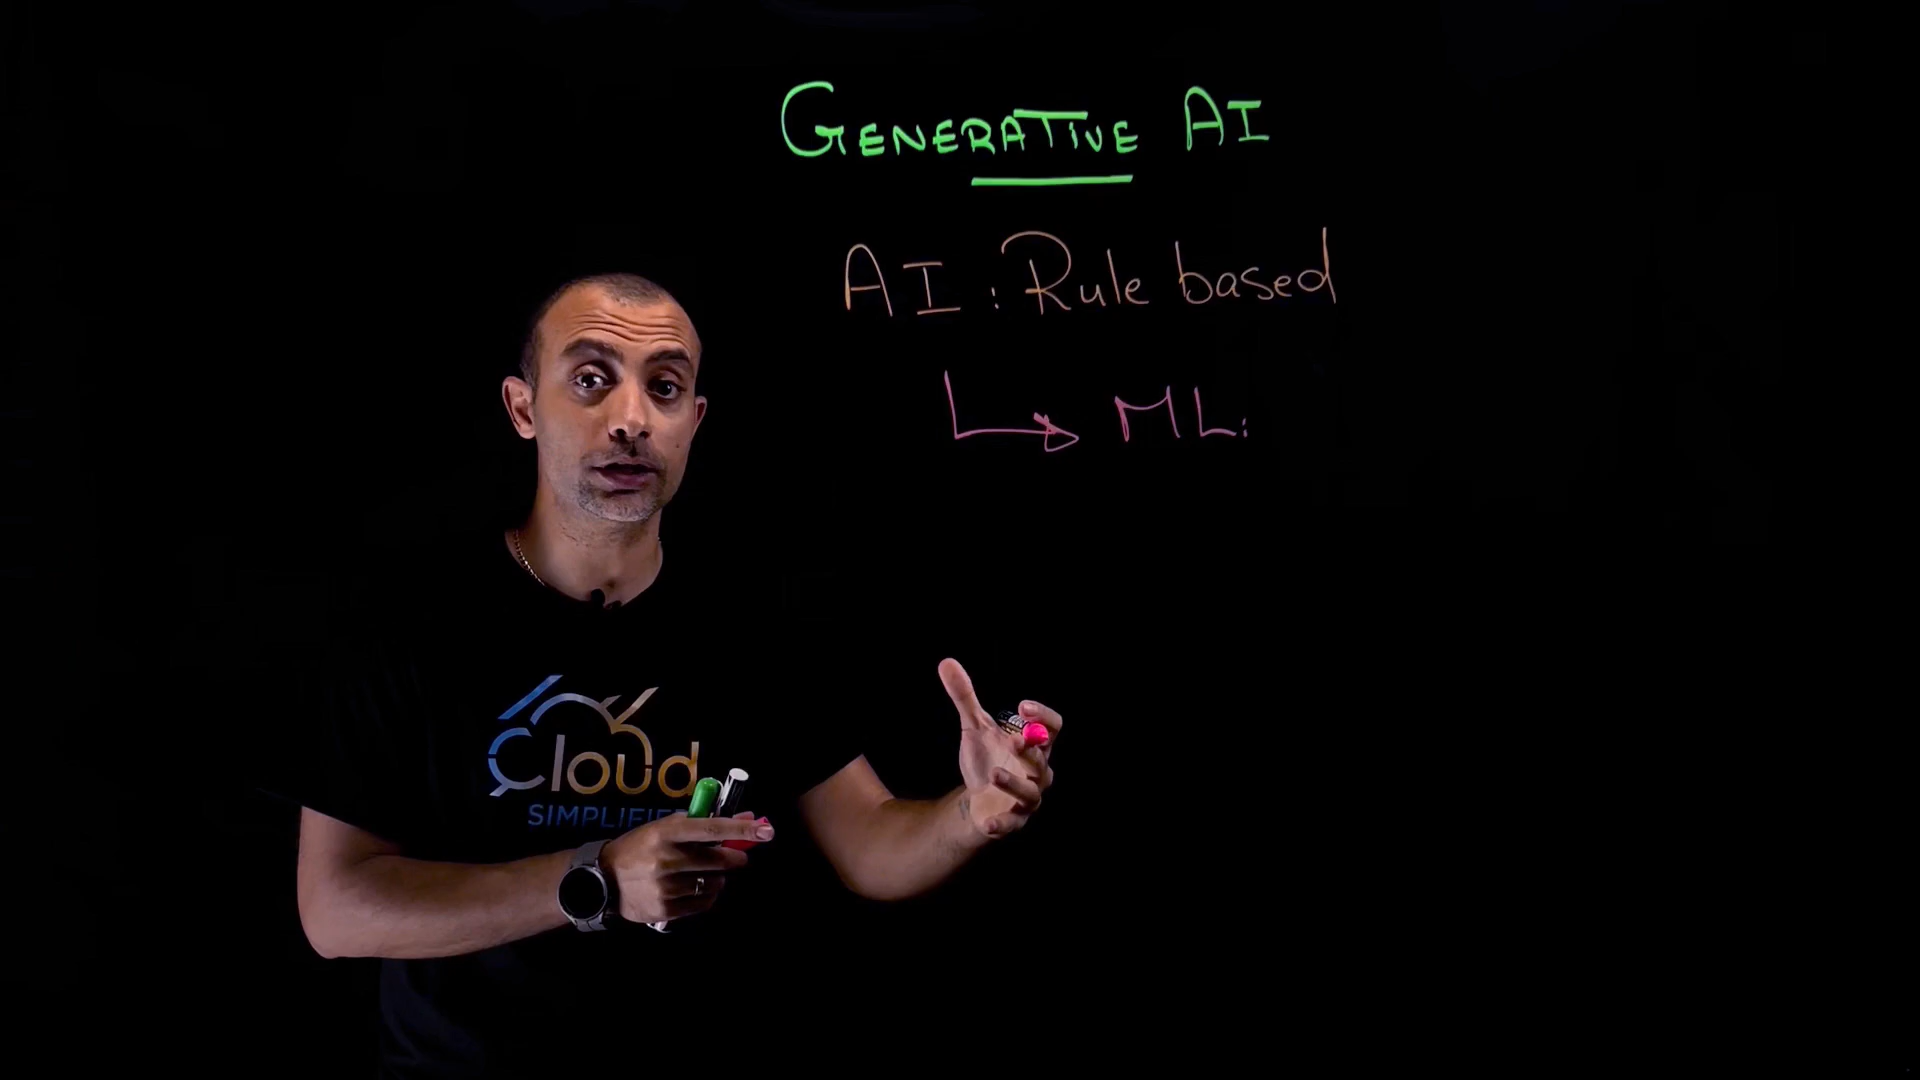 GENERATIVE AI
AI: Rule based
ML:
Cloud
SIMPLIFIE